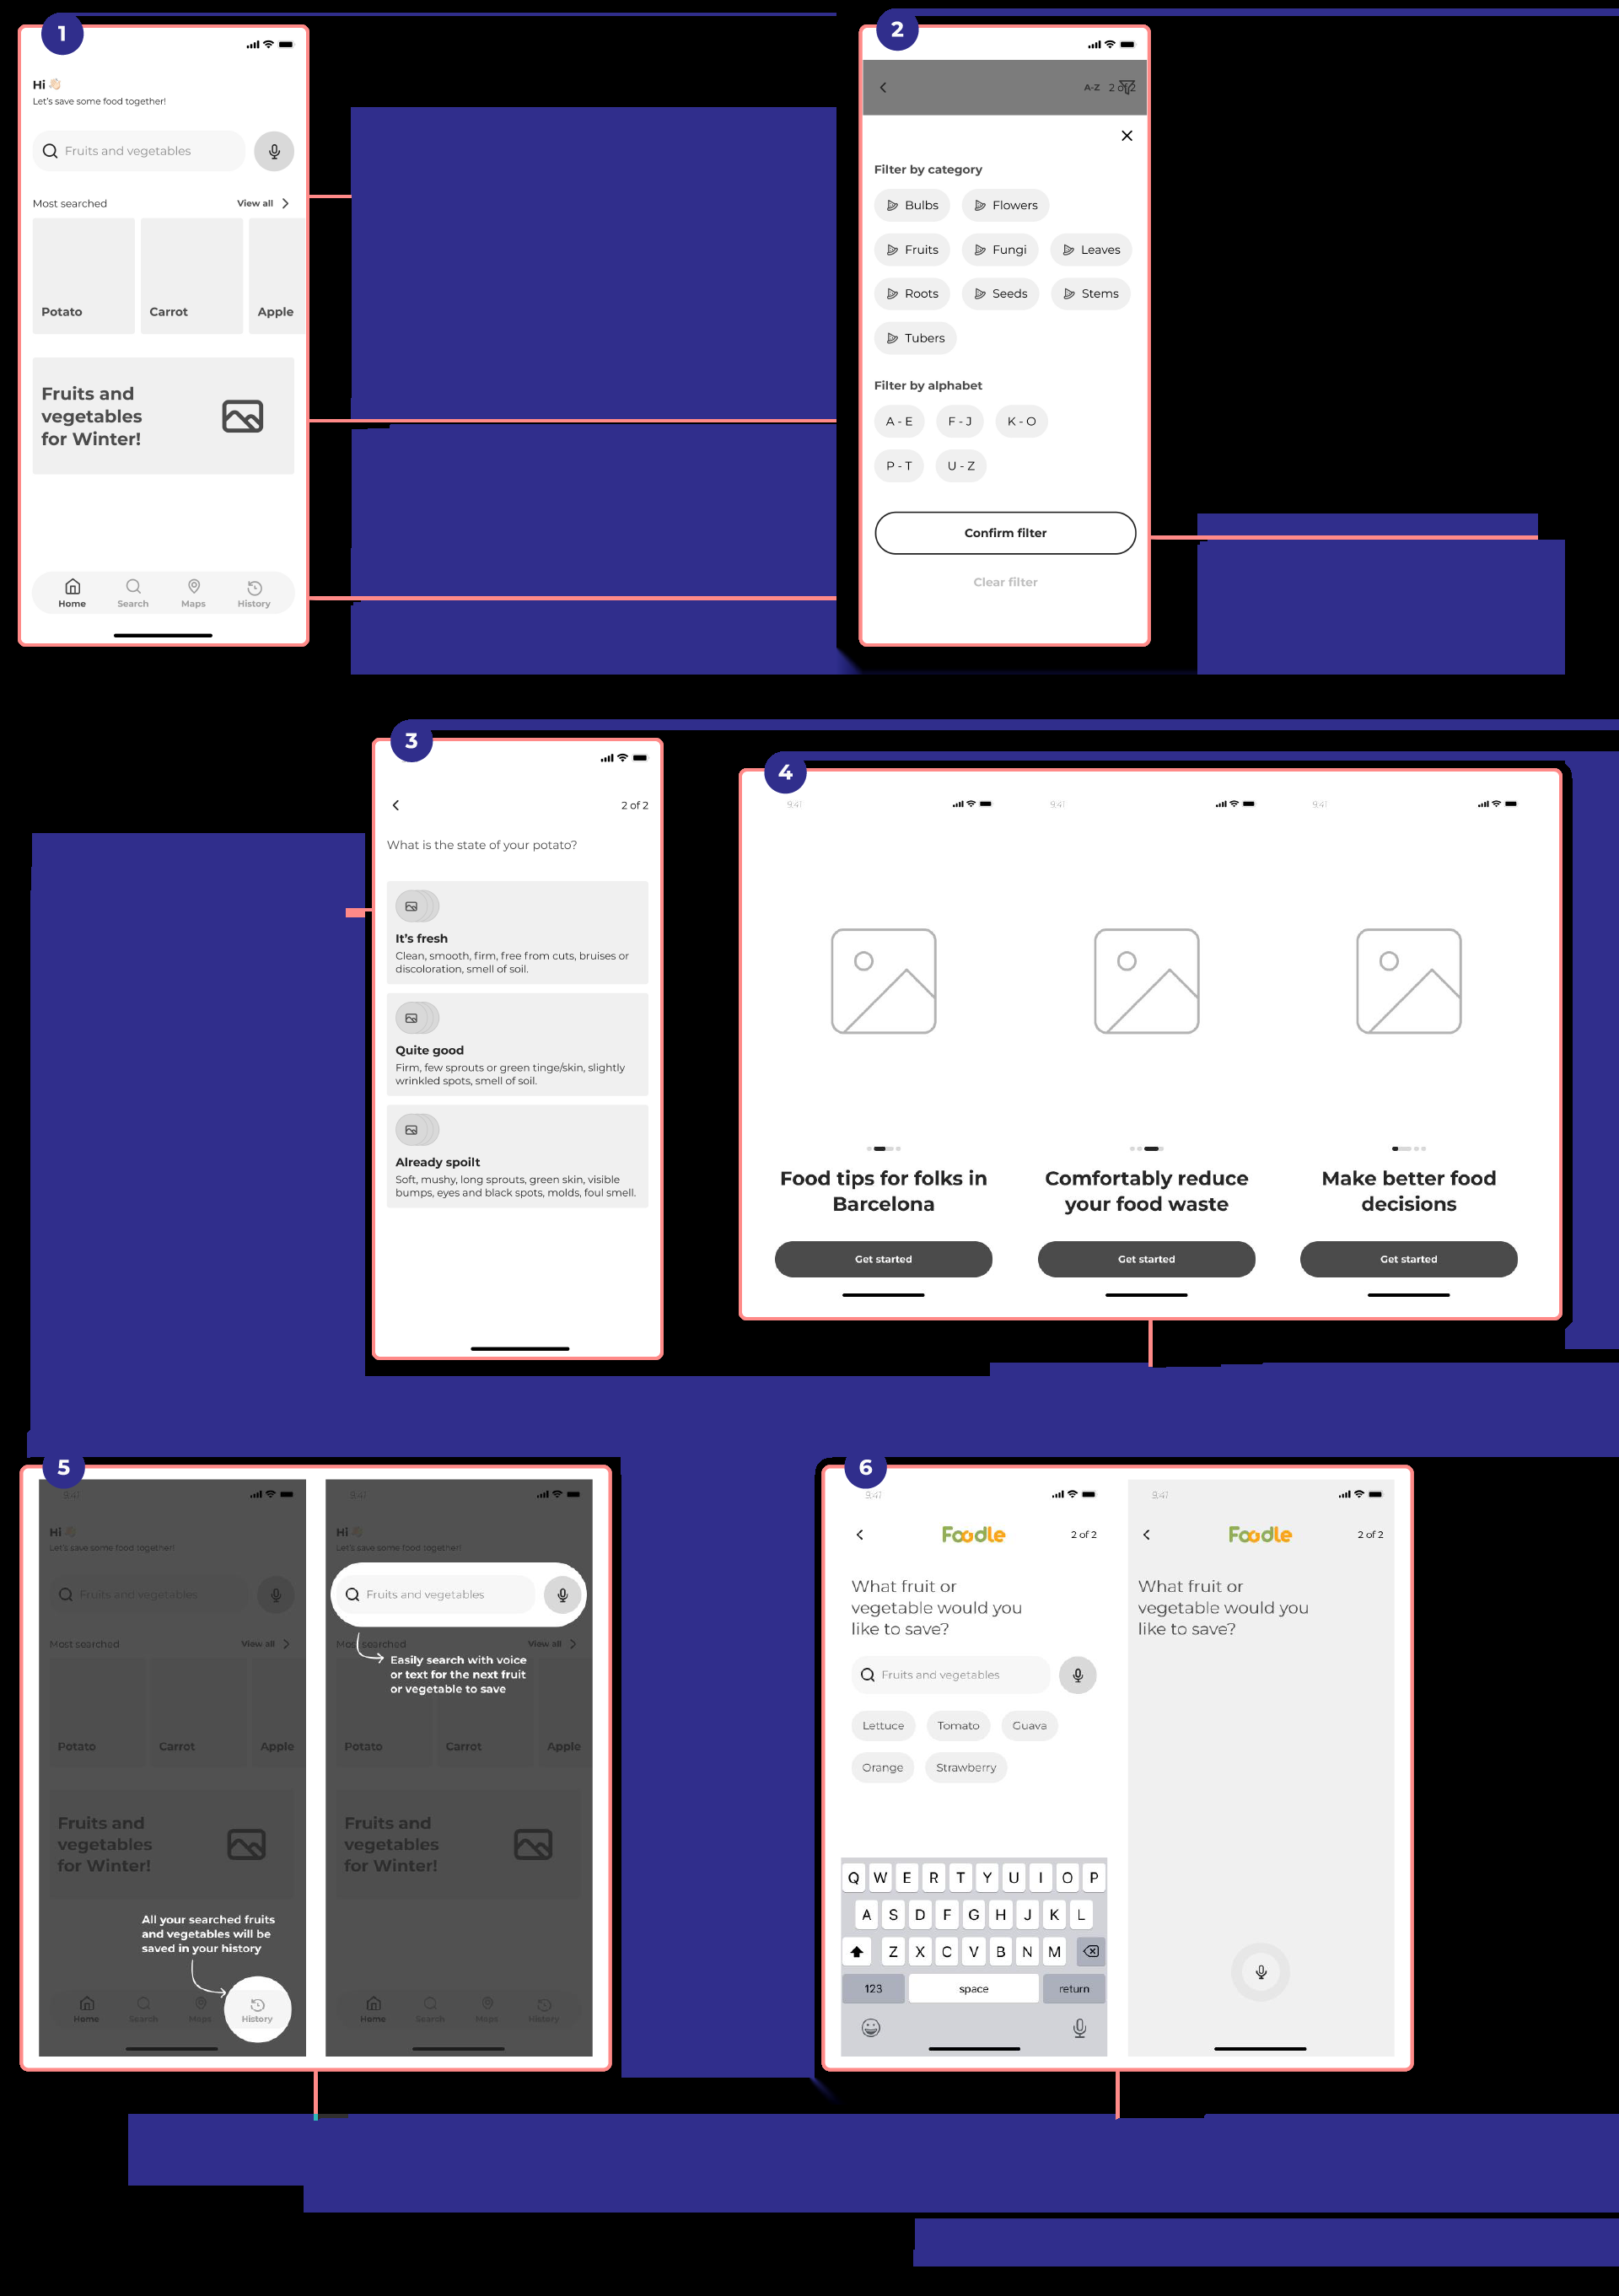 1
Hi 👋🏻
Let's save some food together!
Fruits and vegetables
Most searched
View all
Potato
Carrot
Apple
Fruits and
vegetables
for Winter!
Home
Search
Maps
History
2
A-Z
2 of 2
Filter by category
Bulbs
Flowers
Fruits
Fungi
Leaves
Roots
Seeds
Stems
Tubers
Filter by alphabet
A - E
F - J
K - O
P - T
U - Z
Confirm filter
Clear filter
3
2 of 2
What is the state of your potato?
It's fresh
Clean, smooth, firm, free from cuts, bruises or
discoloration, smell of soil.
Quite good
Firm, few sprouts or green tinge/skin, slightly
wrinkled spots, smell of soil.
Already spoilt
Soft, mushy, long sprouts, green skin, visible
bumps, eyes and black spots, molds, foul smell.
4
9:41
Food tips for folks in
Barcelona
Get started
9:41
Comfortably reduce
your food waste
Get started
9:41
Make better food
decisions
Get started
5
9:41
Hi 👋🏻
Let's save some food together!
Fruits and vegetables
Most searched
View all
Potato
Carrot
Apple
Fruits and
vegetables
for Winter!
All your searched fruits
and vegetables will be
saved in your history
Home
Search
Maps
History
9:41
Hi 👋🏻
Let's save some food together!
Fruits and vegetables
Most searched
View all
Easily search with voice
or text for the next fruit
or vegetable to save
Potato
Carrot
Apple
Fruits and
vegetables
for Winter!
Home
Search
Maps
History
6
9:41
Foodle
2 of 2
What fruit or
vegetable would you
like to save?
Fruits and vegetables
Lettuce
Tomato
Guava
Orange
Strawberry
Q W E R T Y U I O P
A S D F G H J K L
Z X C V B N M
123
space
return
9:41
Foodle
2 of 2
What fruit or
vegetable would you
like to save?